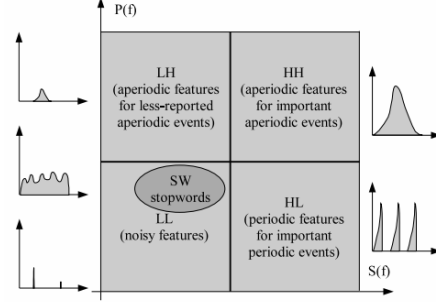 P(f)
LH
(aperiodic features
for less-reported
aperiodic events)
HH
(aperiodic features
for important
aperiodic events)
SW
stopwords
LL
(noisy features)
HL
(periodic features
for important
periodic events)
S(f)